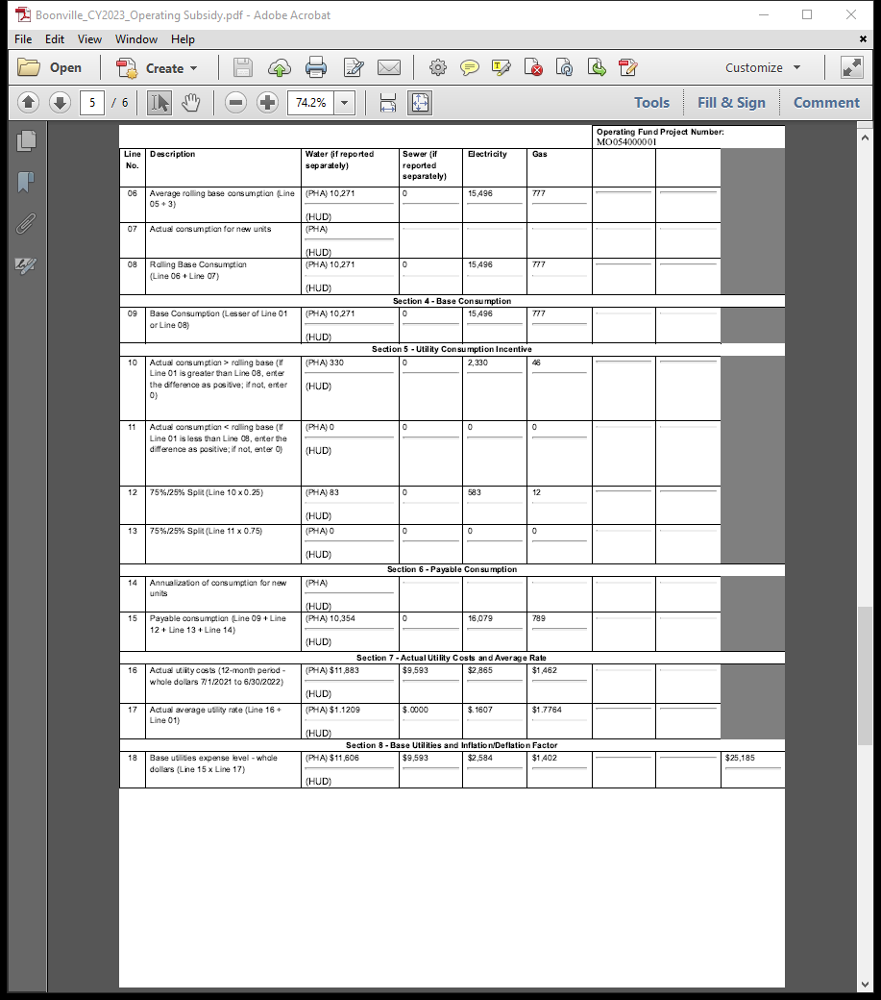 Boonville_CY2023_Operating Subsidy.pdf - Adobe Acrobat
File Edit View Window Help
Open Create Customize
5 / 6 74.2% Tools Fill & Sign Comment
Operating Fund Project Number:
MO05400001
Line No. Description Water (if reported separately) Sewer (if reported separately) Electricity Gas
06 Average rolling base consumption (Line 05 ÷ 3) (PHA) 10,271 0 15,496 777
(HUD)
07 Actual consumption for new units (PHA)
(HUD)
08 Rolling Base Consumption (Line 06 + Line 07) (PHA) 10,271 0 15,496 777
(HUD)
Section 4 - Base Consumption
09 Base Consumption (Lesser of Line 01 or Line 08) (PHA) 10,271 0 15,496 777
(HUD)
Section 5 - Utility Consumption Incentive
10 Actual consumption > rolling base (If Line 01 is greater than Line 08, enter the difference as positive; if not, enter 0) (PHA) 330 0 2,330 46
(HUD)
11 Actual consumption < rolling base (If Line 01 is less than Line 08, enter the difference as positive; if not, enter 0) (PHA) 0 0 0 0
(HUD)
12 75%/25% Split (Line 10 x 0.25) (PHA) 83 0 583 12
(HUD)
13 75%/25% Split (Line 11 x 0.75) (PHA) 0 0 0 0
(HUD)
Section 6 - Payable Consumption
14 Annualization of consumption for new units (PHA)
(HUD)
15 Payable consumption (Line 09 + Line 12 + Line 13 + Line 14) (PHA) 10,354 0 16,079 789
(HUD)
Section 7 - Actual Utility Costs and Average Rate
16 Actual utility costs (12-month period - whole dollars 7/1/2021 to 6/30/2022) (PHA) $11,883 $9,593 $2,865 $1,462
(HUD)
17 Actual average utility rate (Line 16 ÷ Line 01) (PHA) $1.1209 $.0000 $.1607 $1.7764
(HUD)
Section 8 - Base Utilities and Inflation/Deflation Factor
18 Base utilities expense level - whole dollars (Line 15 x Line 17) (PHA) $11,606 $9,593 $2,584 $1,402 $25,185
(HUD)